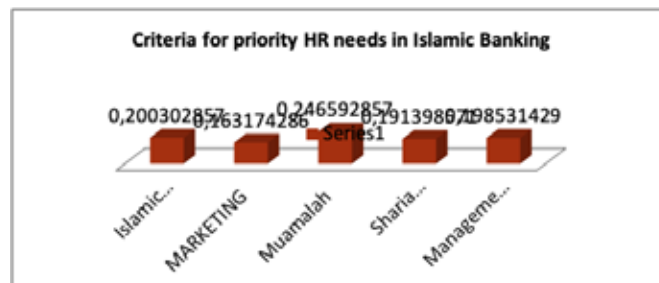 Criteria for priority HR needs in Islamic Banking
0,200302857
0,163174286
0,246592857
0,191398571
0,198531429
Series1
Islamic...
MARKETING
Muamalah
Sharia...
Manageme...